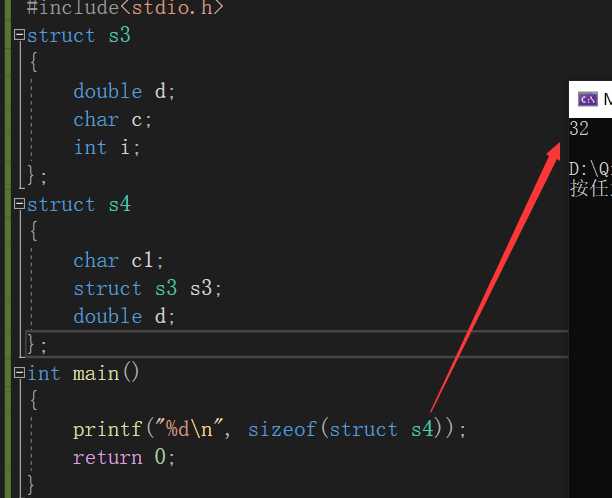 #include<stdio.h>
struct s3
{
double d;
char c;
int i;
};
struct s4
{
char c1;
struct s3 s3;
double d;
};
int main()
{
printf("%d\n", sizeof(struct s4));
return 0;
}
32
D:\Q
按任